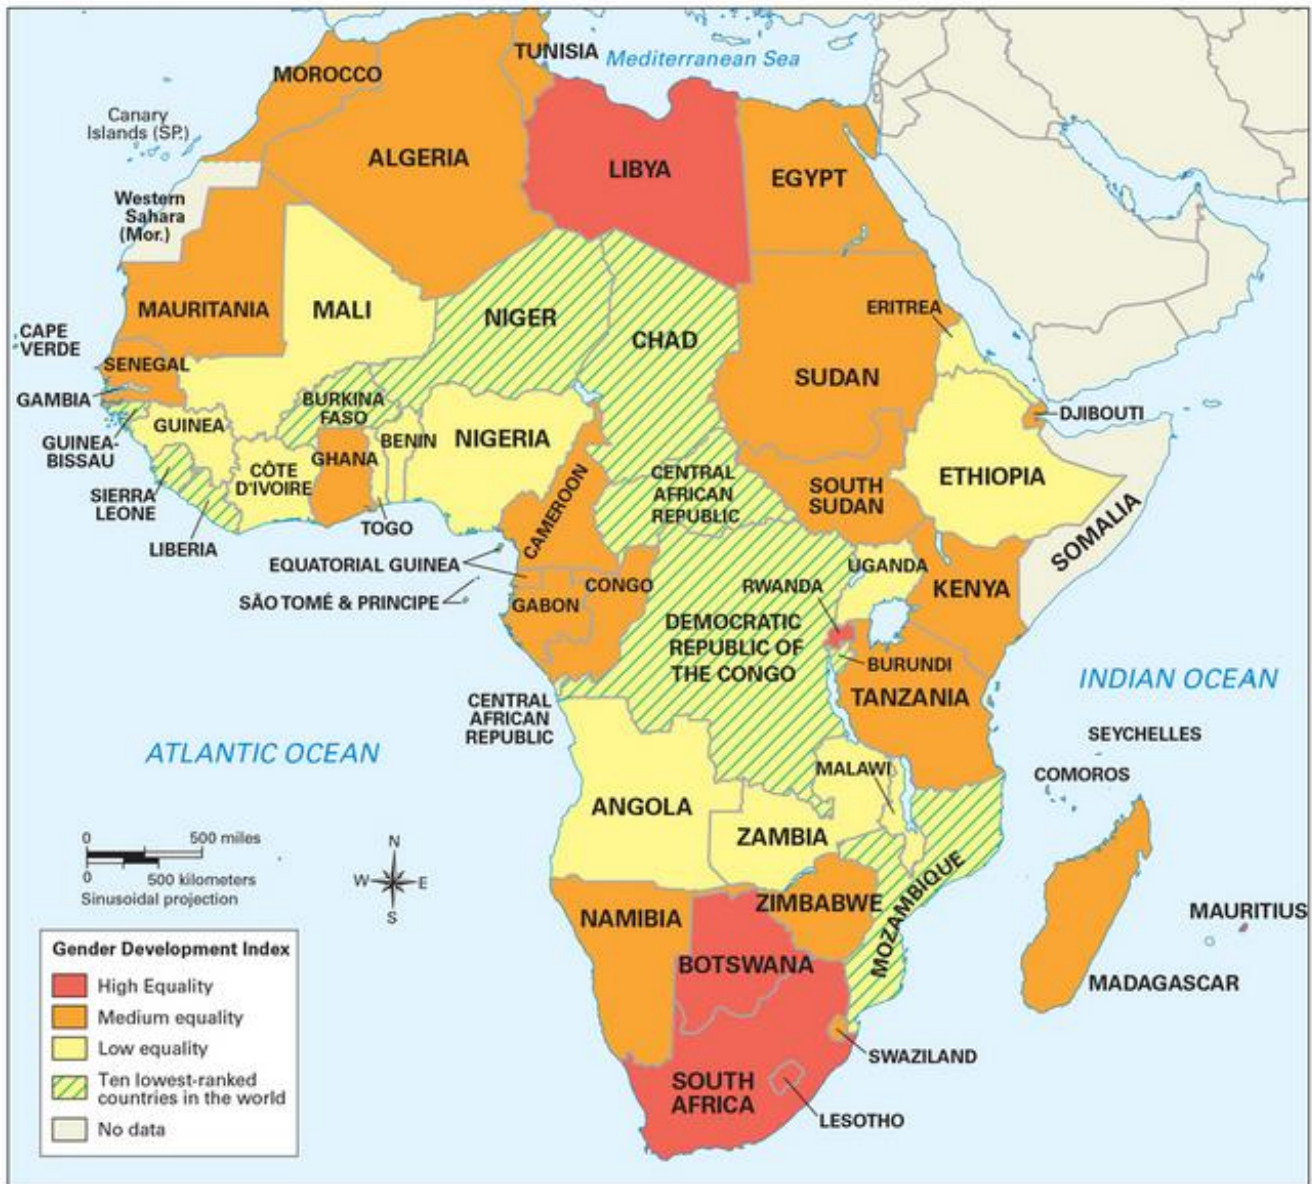 TUNISIA
Mediterranean Sea
MOROCCO
Canary
Islands (SP.)
ALGERIA
LIBYA
EGYPT
Western
Sahara
(Mor.)
MAURITANIA
MALI
NIGER
CHAD
ERITREA
CAPE
VERDE
SENEGAL
SUDAN
GAMBIA
BURKINA
FASO
DJIBOUTI
GUINEA
BENIN
NIGERIA
GUINEA-
BISSAU
GHANA
CÔTE
D'IVOIRE
CENTRAL
AFRICAN
REPUBLIC
SOUTH
SUDAN
ETHIOPIA
SIERRA
LEONE
TOGO
CAMEROON
SOMALIA
LIBERIA
EQUATORIAL GUINEA
UGANDA
CONGO
RWANDA
KENYA
SÃO TOMÉ & PRINCIPE
GABON
DEMOCRATIC
REPUBLIC OF
THE CONGO
BURUNDI
TANZANIA
INDIAN OCEAN
CENTRAL
AFRICAN
REPUBLIC
SEYCHELLES
ATLANTIC OCEAN
MALAWI
COMOROS
ANGOLA
ZAMBIA
0 500 miles
0 500 kilometers
Sinusoidal projection
N
W E
S
MOZAMBIQUE
ZIMBABWE
NAMIBIA
MAURITIUS
BOTSWANA
MADAGASCAR
SWAZILAND
SOUTH
AFRICA
LESOTHO
Gender Development Index
High Equality
Medium equality
Low equality
Ten lowest-ranked
countries in the world
No data